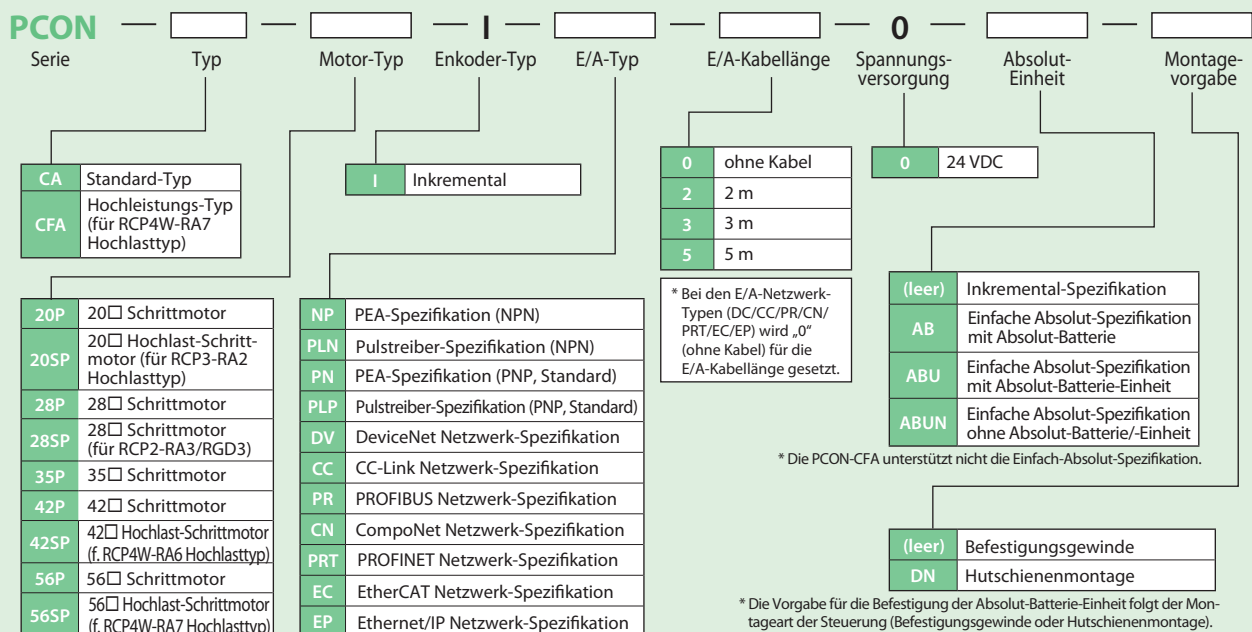 PCON — — — I — — — 0 — —
Serie Typ Motor-Typ Enkoder-Typ E/A-Typ E/A-Kabellänge Spannungs-
versorgung Absolut-
Einheit Montage-
vorgabe
CA Standard-Typ
CFA Hochleistungs-Typ
(für RCP4W-RA7
Hochlasttyp)
20P 20□ Schrittmotor
20SP 20□ Hochlast-Schritt-
motor (für RCP3-RA2
Hochlasttyp)
28P 28□ Schrittmotor
28SP 28□ Schrittmotor
(für RCP2-RA3/RGD3)
35P 35□ Schrittmotor
42P 42□ Schrittmotor
42SP 42□ Hochlast-Schrittmotor
(f. RCP4W-RA6 Hochlasttyp)
56P 56□ Schrittmotor
56SP 56□ Hochlast-Schrittmotor
(f. RCP4W-RA7 Hochlasttyp)
I Inkremental
NP PEA-Spezifikation (NPN)
PLN Pulstreiber-Spezifikation (NPN)
PN PEA-Spezifikation (PNP, Standard)
PLP Pulstreiber-Spezifikation (PNP, Standard)
DV DeviceNet Netzwerk-Spezifikation
CC CC-Link Netzwerk-Spezifikation
PR PROFIBUS Netzwerk-Spezifikation
CN CompoNet Netzwerk-Spezifikation
PRT PROFINET Netzwerk-Spezifikation
EC EtherCAT Netzwerk-Spezifikation
EP Ethernet/IP Netzwerk-Spezifikation
0 ohne Kabel
2 2 m
3 3 m
5 5 m
* Bei den E/A-Netzwerk-
Typen (DC/CC/PR/CN/
PRT/EC/EP) wird „0“
(ohne Kabel) für die
E/A-Kabellänge gesetzt.
0 24 VDC
(leer) Inkremental-Spezifikation
AB Einfache Absolut-Spezifikation
mit Absolut-Batterie
ABU Einfache Absolut-Spezifikation
mit Absolut-Batterie-Einheit
ABUN Einfache Absolut-Spezifikation
ohne Absolut-Batterie/-Einheit
* Die PCON-CFA unterstützt nicht die Einfach-Absolut-Spezifikation.
(leer) Befestigungsgewinde
DN Hutschienenmontage
* Die Vorgabe für die Befestigung der Absolut-Batterie-Einheit folgt der Mon-
tageart der Steuerung (Befestigungsgewinde oder Hutschienenmontage).